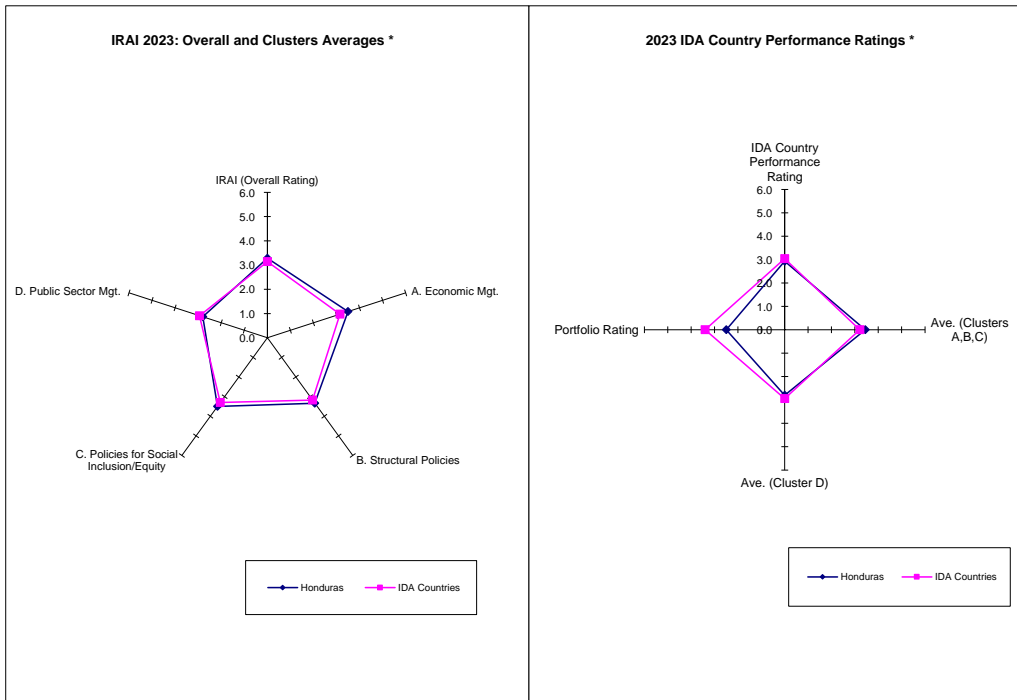 IRAI 2023: Overall and Clusters Averages *
IRAI (Overall Rating)
6.0
5.0
4.0
3.0
2.0
1.0
0.0
A. Economic Mgt.
B. Structural Policies
C. Policies for Social
Inclusion/Equity
D. Public Sector Mgt.
Honduras
IDA Countries
2023 IDA Country Performance Ratings *
IDA Country
Performance
Rating
6.0
5.0
4.0
3.0
2.0
1.0
0.0
Ave. (Clusters
A,B,C)
Ave. (Cluster D)
Portfolio Rating
Honduras
IDA Countries